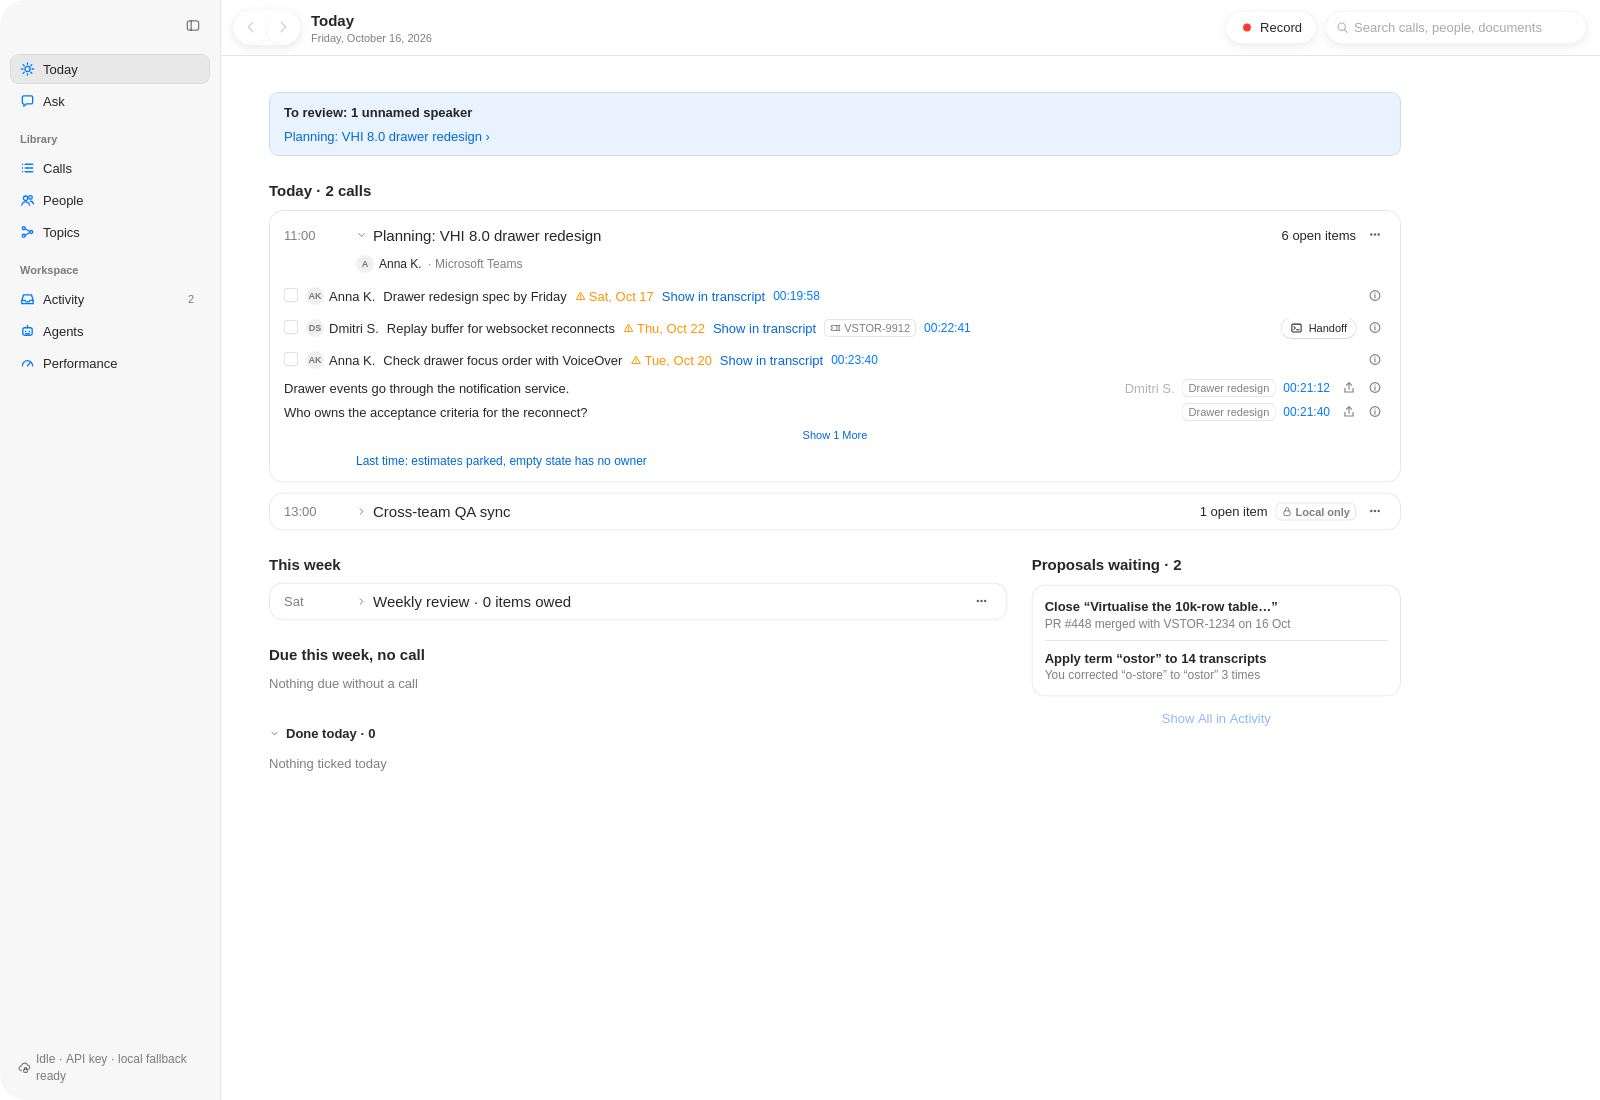 Today
Friday, October 16, 2026
Record
Search calls, people, documents
Today
Ask
Library
Calls
People
Topics
Workspace
Activity 2
Agents
Performance
Idle · API key · local fallback
ready
To review: 1 unnamed speaker
Planning: VHI 8.0 drawer redesign ›
Today · 2 calls
11:00 Planning: VHI 8.0 drawer redesign 6 open items
A Anna K. · Microsoft Teams
AK Anna K. Drawer redesign spec by Friday Sat, Oct 17 Show in transcript 00:19:58
DS Dmitri S. Replay buffer for websocket reconnects Thu, Oct 22 Show in transcript VSTOR-9912 00:22:41 Handoff
AK Anna K. Check drawer focus order with VoiceOver Tue, Oct 20 Show in transcript 00:23:40
Drawer events go through the notification service. Dmitri S. Drawer redesign 00:21:12
Who owns the acceptance criteria for the reconnect? Drawer redesign 00:21:40
Show 1 More
Last time: estimates parked, empty state has no owner
13:00 Cross-team QA sync 1 open item Local only
This week
Sat Weekly review · 0 items owed
Due this week, no call
Nothing due without a call
Done today · 0
Nothing ticked today
Proposals waiting · 2
Close “Virtualise the 10k-row table…”
PR #448 merged with VSTOR-1234 on 16 Oct
Apply term “ostor” to 14 transcripts
You corrected “o-store” to “ostor” 3 times
Show All in Activity